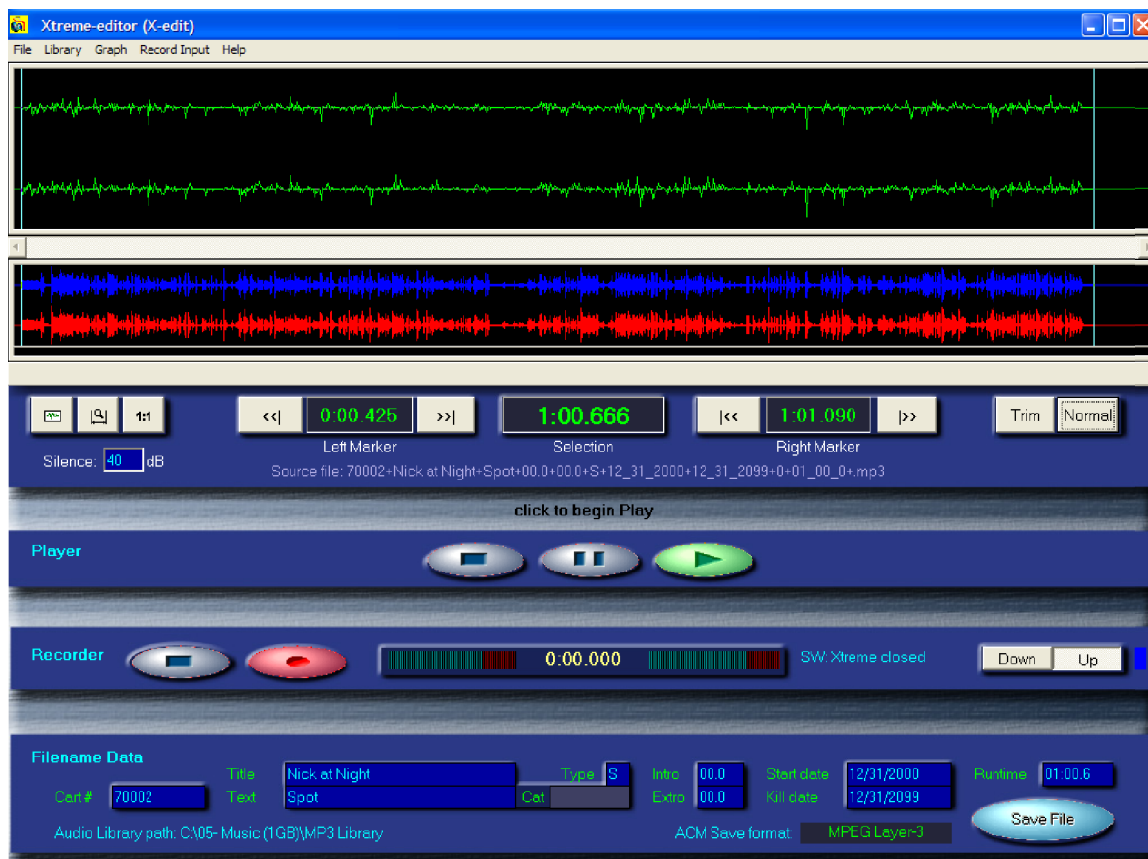 Xtreme-editor (X-edit)
File Library Graph Record Input Help
1:1 <<| 0:00.425 >>| 1:00.666 |<< 1:01.090 |>> Trim Normal
Left Marker Selection Right Marker
Silence: 40 dB
Source file: 70002+Nick at Night+Spot+00.0+00.0+S+12_31_2000+12_31_2099+0+01_00_0+.mp3
click to begin Play
Player
Recorder 0:00.000 SW: Xtreme closed Down Up
Filename Data
Title Nick at Night Type S Intro 00.0 Start date 12/31/2000 Runtime 01:00.6
Cart # 70002 Text Spot Cat Extro 00.0 Kill date 12/31/2099
Save File
Audio Library path: C:\05- Music (1GB)\MP3 Library ACM Save format: MPEG Layer-3